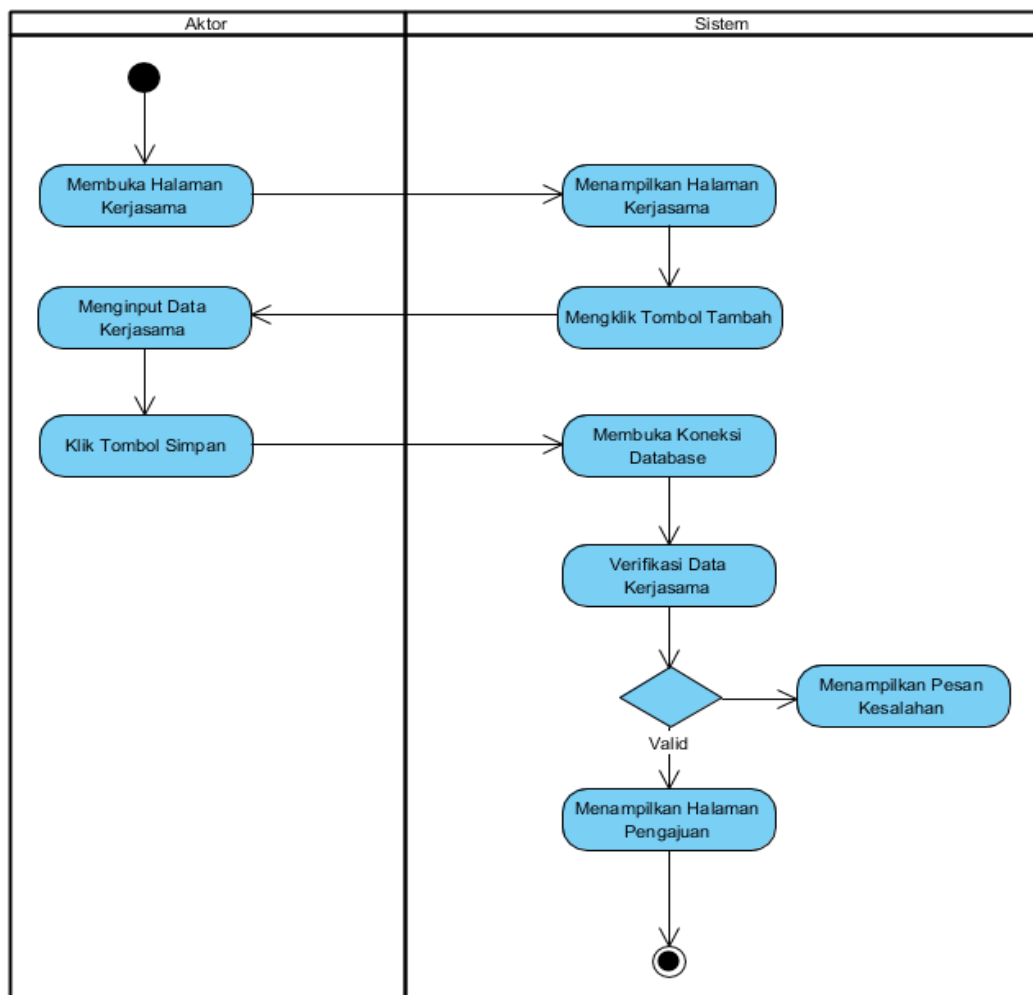 Aktor
Sistem
Membuka Halaman
Kerjasama
Menampilkan Halaman
Kerjasama
Menginput Data
Kerjasama
Mengklik Tombol Tambah
Klik Tombol Simpan
Membuka Koneksi
Database
Verifikasi Data
Kerjasama
Menampilkan Pesan
Kesalahan
Valid
Menampilkan Halaman
Pengajuan